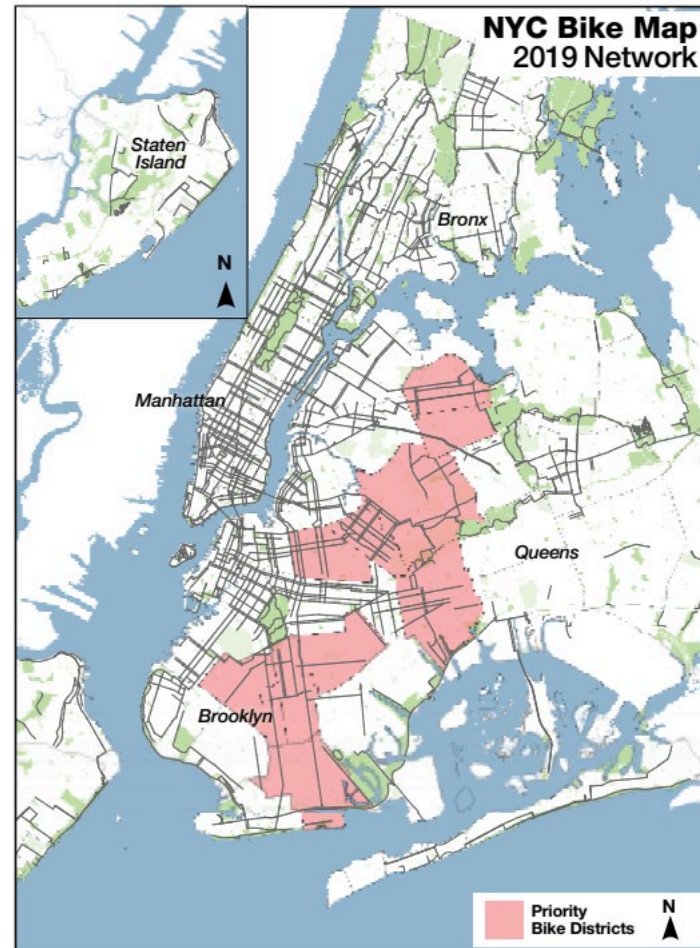 NYC Bike Map
2019 Network
Staten
Island
N
Bronx
Manhattan
Queens
Brooklyn
Priority
Bike Districts
N